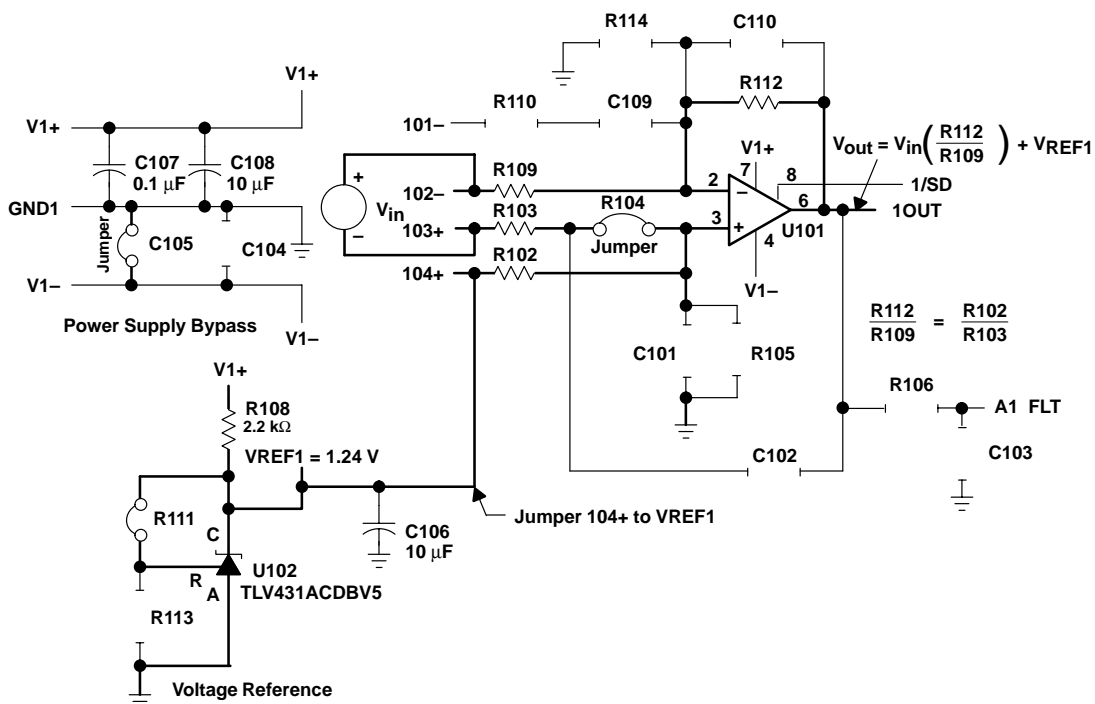 R114
C110
V1+
R112
R110
C109
V1+
101–
C107
0.1 μF
C108
10 μF
+
Vin
–
102–
R109
V1+
7
2
–
8
1/SD
6
1OUT
Vout = Vin(R112/R109) + VREF1
GND1
Jumper
C105
C104
103+
R103
R104
Jumper
3
+
4
U101
104+
R102
V1–
V1–
V1–
Power Supply Bypass
C101
R105
R112/R109 = R102/R103
V1+
R108
2.2 kΩ
R106
A1 FLT
VREF1 = 1.24 V
C102
C103
R111
C106
10 μF
Jumper 104+ to VREF1
C
R
A
U102
TLV431ACDBV5
R113
Voltage Reference